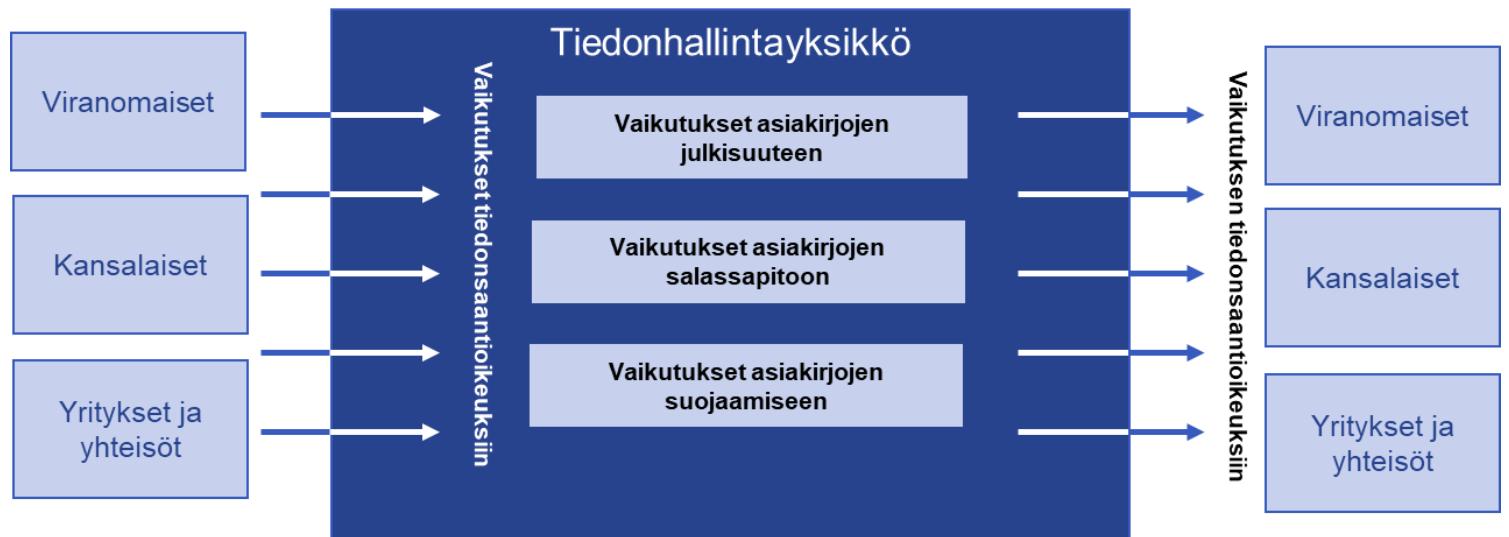 Tiedonhallintayksikkö
Viranomaiset
Kansalaiset
Yritykset ja
yhteisöt
Vaikutukset tiedonsaantioikeuksiin
Vaikutukset asiakirjojen
julkisuuteen
Vaikutukset asiakirjojen
salassapitoon
Vaikutukset asiakirjojen
suojaamiseen
Vaikutuksen tiedonsaantioikeuksiin
Viranomaiset
Kansalaiset
Yritykset ja
yhteisöt